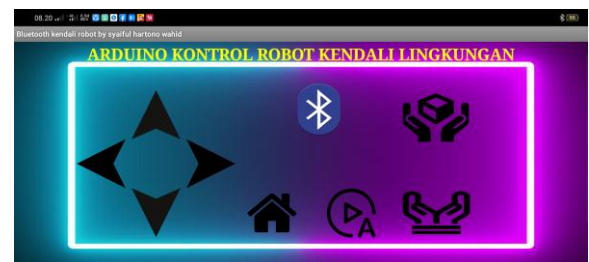 08.20
Bluetooth kendali robot by syaiful hartono wahid
ARDUINO KONTROL ROBOT KENDALI LINGKUNGAN
A